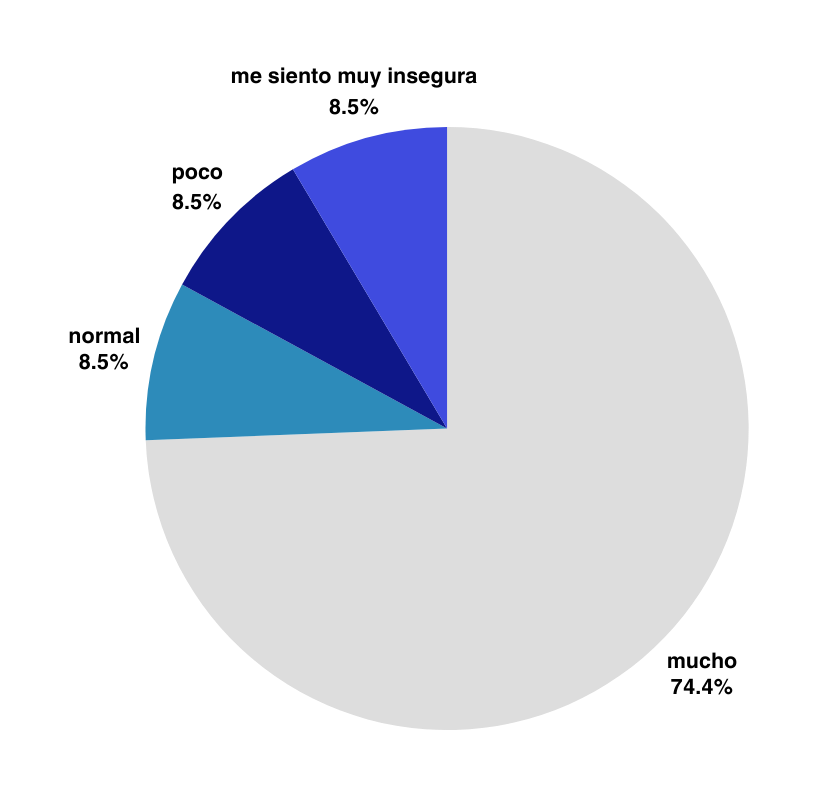 me siento muy insegura
8.5%
poco
8.5%
normal
8.5%
mucho
74.4%